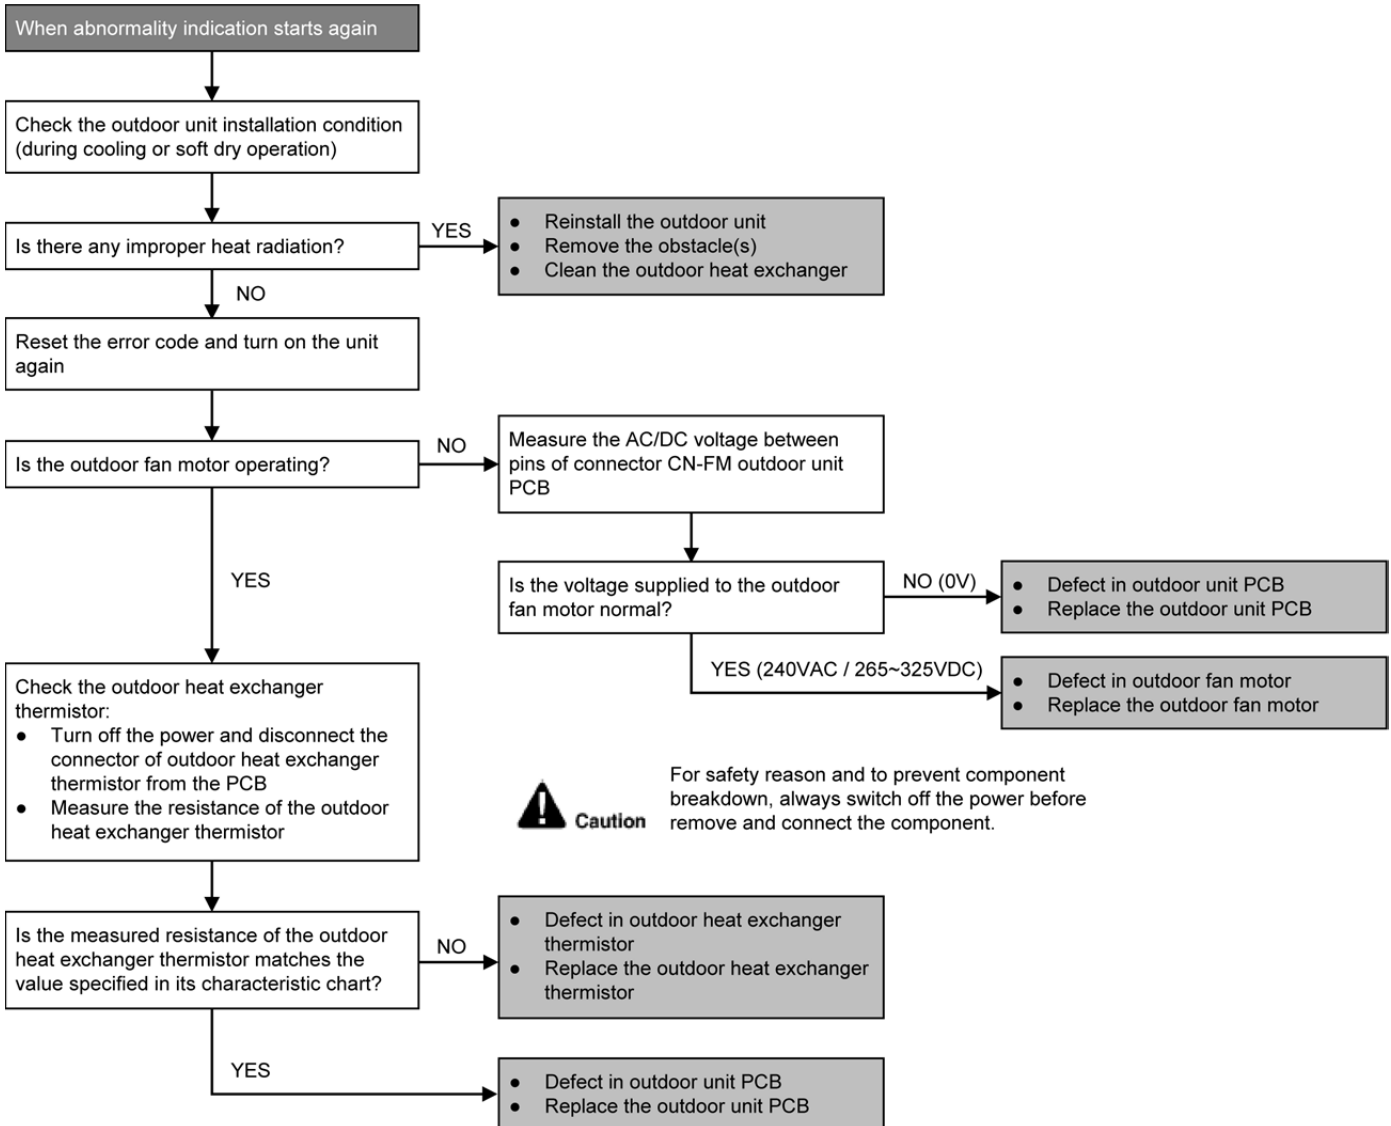 When abnormality indication starts again
Check the outdoor unit installation condition
(during cooling or soft dry operation)
Is there any improper heat radiation?
YES
● Reinstall the outdoor unit
● Remove the obstacle(s)
● Clean the outdoor heat exchanger
NO
Reset the error code and turn on the unit
again
Is the outdoor fan motor operating?
NO
Measure the AC/DC voltage between
pins of connector CN-FM outdoor unit
PCB
YES
Is the voltage supplied to the outdoor
fan motor normal?
NO (0V)
● Defect in outdoor unit PCB
● Replace the outdoor unit PCB
YES (240VAC / 265~325VDC)
● Defect in outdoor fan motor
● Replace the outdoor fan motor
Check the outdoor heat exchanger
thermistor:
● Turn off the power and disconnect the
connector of outdoor heat exchanger
thermistor from the PCB
● Measure the resistance of the outdoor
heat exchanger thermistor
Caution
For safety reason and to prevent component
breakdown, always switch off the power before
remove and connect the component.
Is the measured resistance of the outdoor
heat exchanger thermistor matches the
value specified in its characteristic chart?
NO
● Defect in outdoor heat exchanger
thermistor
● Replace the outdoor heat exchanger
thermistor
YES
● Defect in outdoor unit PCB
● Replace the outdoor unit PCB